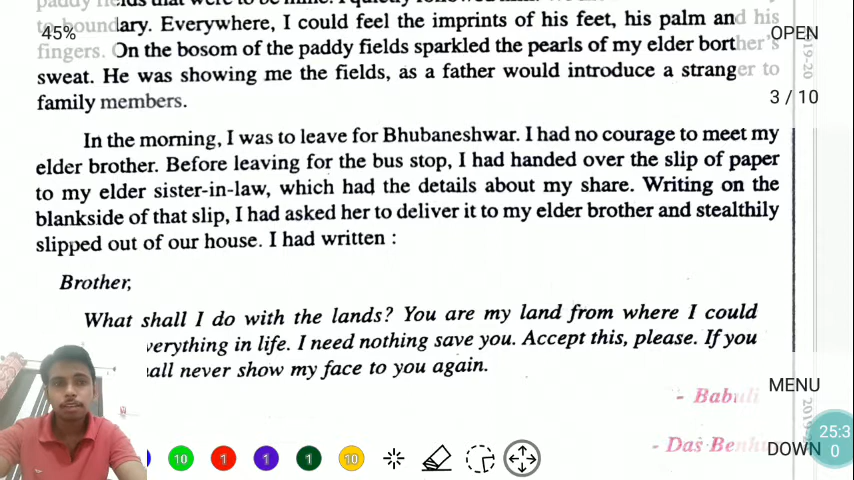 to boundary. Everywhere, I could feel the imprints of his feet, his palm and his
fingers. On the bosom of the paddy fields sparkled the pearls of my elder borther's
sweat. He was showing me the fields, as a father would introduce a stranger to
family members.
In the morning, I was to leave for Bhubaneshwar. I had no courage to meet my
elder brother. Before leaving for the bus stop, I had handed over the slip of paper
to my elder sister-in-law, which had the details about my share. Writing on the
blankside of that slip, I had asked her to deliver it to my elder brother and stealthily
slipped out of our house. I had written :
Brother,
What shall I do with the lands? You are my land from where I could
verything in life. I need nothing save you. Accept this, please. If you
all never show my face to you again.
- Babuli
- Das Benhur
45%
OPEN
3 / 10
MENU
DOWN
25:3
0
10 1 1 1 10
2019-20